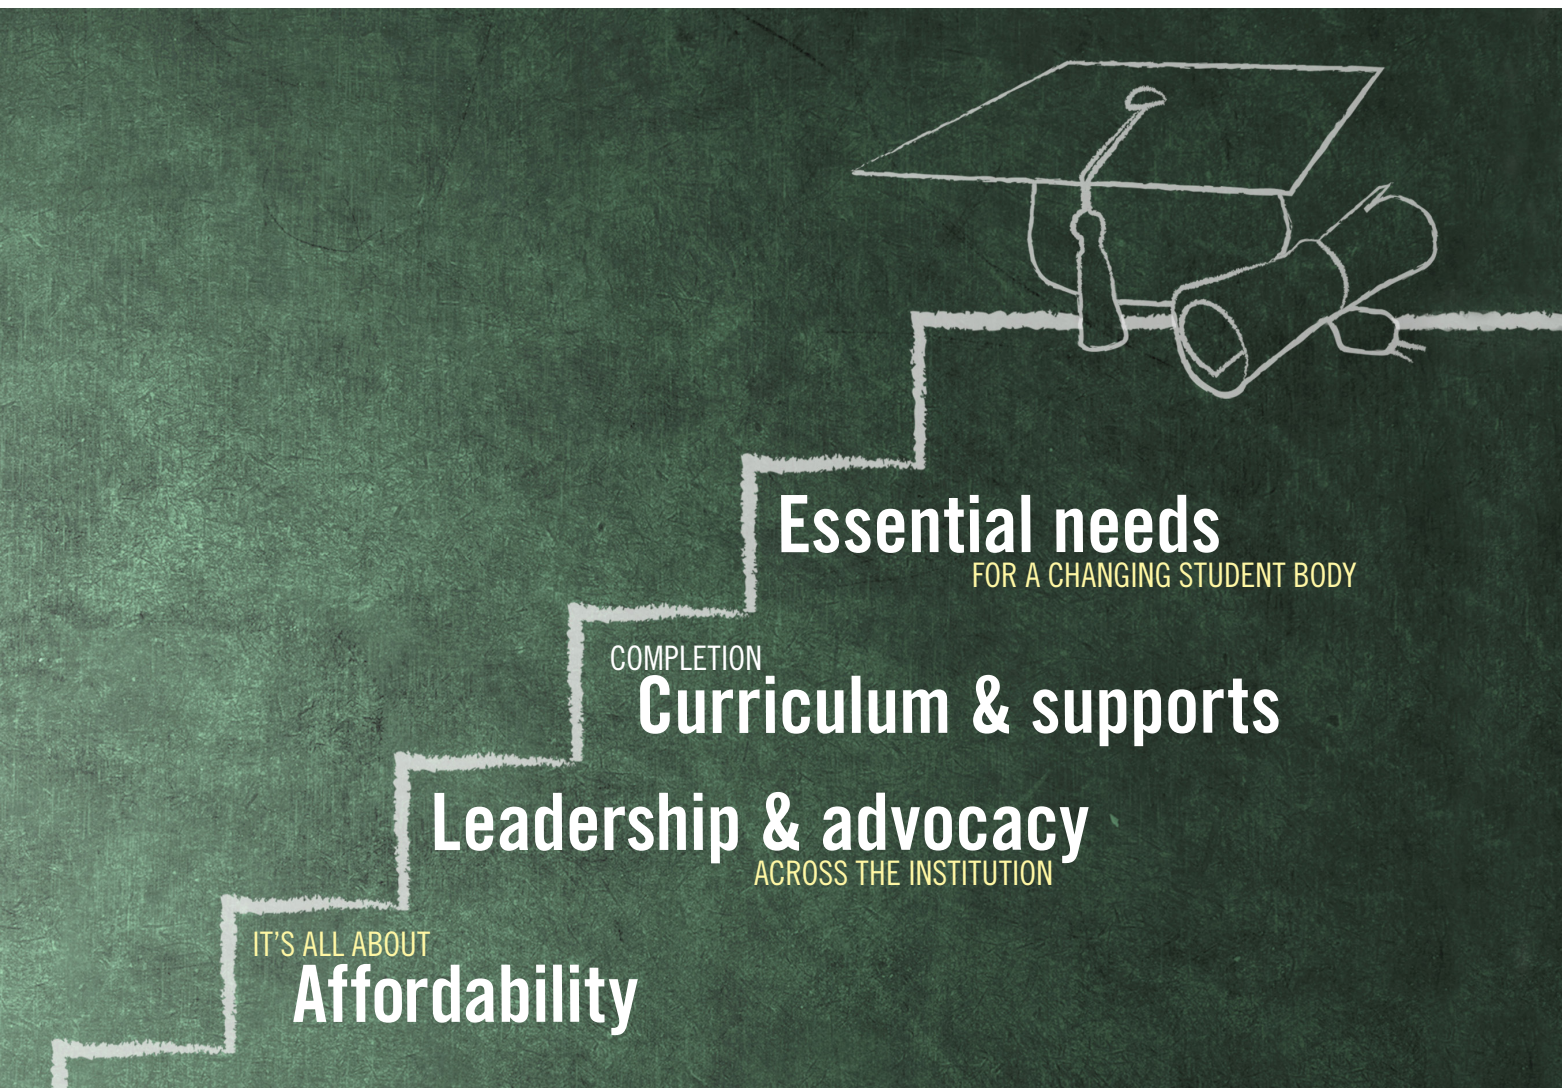 Essential needs
FOR A CHANGING STUDENT BODY
COMPLETION
Curriculum & supports
Leadership & advocacy
ACROSS THE INSTITUTION
IT’S ALL ABOUT
Affordability